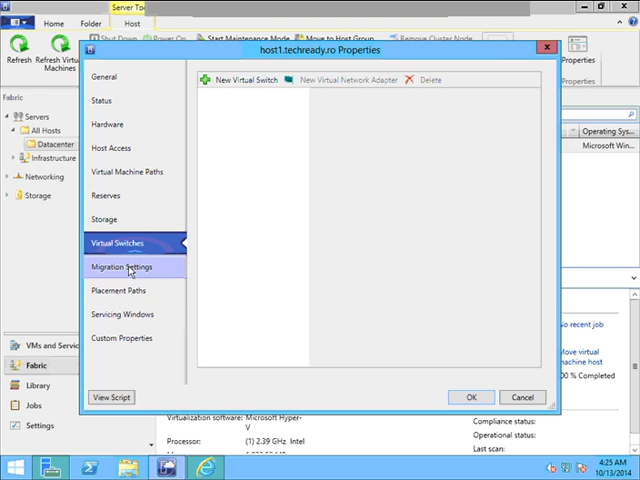 Server To
Home Folder Host
Shut Down Power On Start Maintenance Mode Move to Host Group Remove Cluster Node
Refresh Refresh Virtual Machines
Properties
Properties
host1.techready.ro Properties
Fabric
Servers
All Hosts
Datacenter
Infrastructure
Networking
Storage
VMs and Servic
Fabric
Library
Jobs
Settings
General
Status
Hardware
Host Access
Virtual Machine Paths
Reserves
Storage
Virtual Switches
Migration Settings
Placement Paths
Servicing Windows
Custom Properties
New Virtual Switch New Virtual Network Adapter Delete
View Script OK Cancel
Operating Sys...
Microsoft Win...
No recent job
Move virtual
machine host
00 % Completed
Virtualization software: Microsoft Hyper-
V
Processor: (1) 2.39 GHz Intel
Compliance status:
Operational status:
Last scan:
4:25 AM
10/13/2014